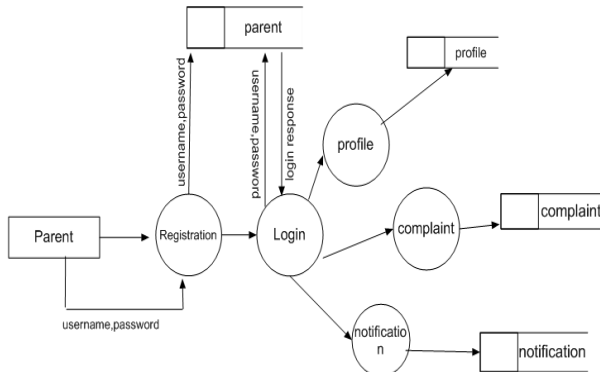 parent
profile
username,password
username,password
login response
profile
complaint
complaint
Parent
Registration
Login
username,password
notificatio
n
notification